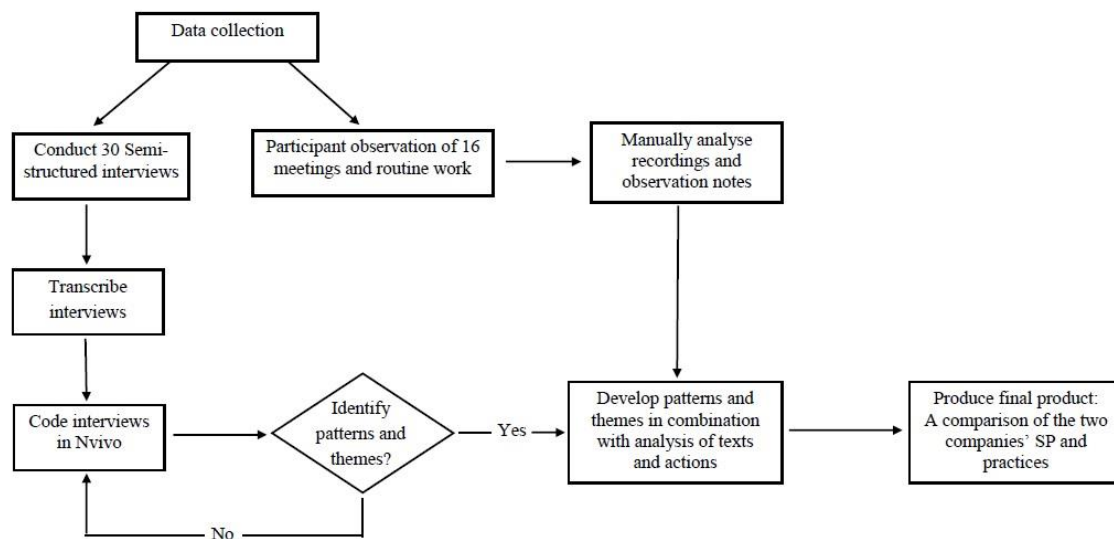 Data collection
Conduct 30 Semi-
structured interviews
Participant observation of 16
meetings and routine work
Manually analyse
recordings and
observation notes
Transcribe
interviews
Code interviews
in Nvivo
Identify
patterns and
themes?
Yes
Develop patterns and
themes in combination
with analysis of texts
and actions
Produce final product:
A comparison of the two
companies’ SP and
practices
No